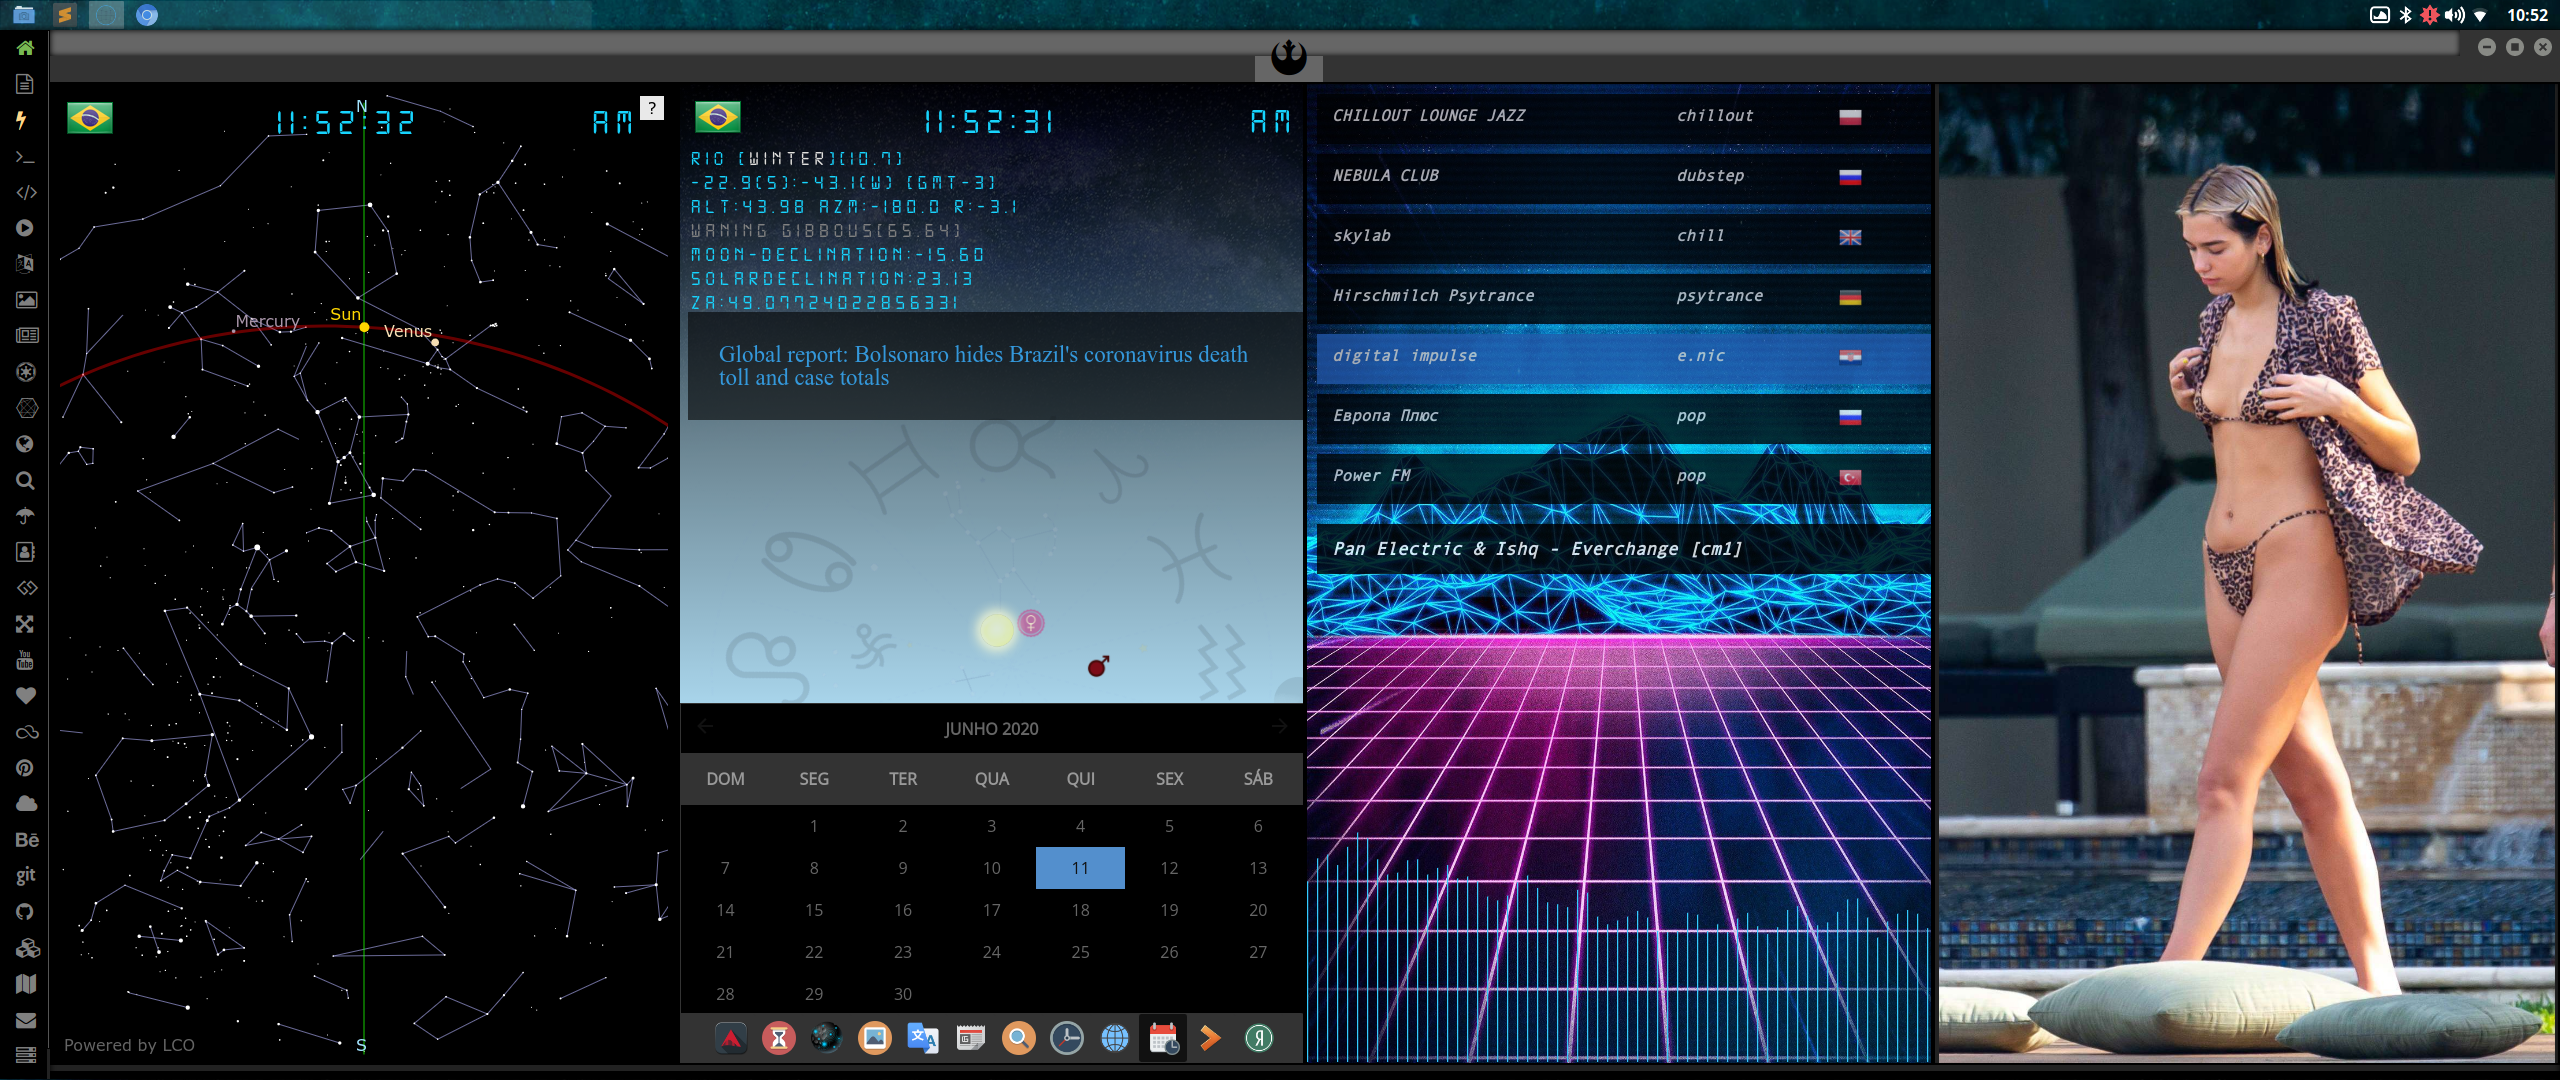 10:52
You
Tube
Bē
git
N
11:52:32
AM
?
Mercury
Sun
Venus
S
Powered by LCO
11:52:31
AM
RIO [WINTER][10.7]
-22.9(S):-43.1(W) [GMT-3]
ALT:43.98 AZM:-180.0 R:-3.1
WANING GIBBOUS[65.64]
MOON-DECLINATION:-15.60
SOLARDECLINATION:23.13
ZA:49.07724022856331
Global report: Bolsonaro hides Brazil's coronavirus death
toll and case totals
JUNHO 2020
DOM SEG TER QUA QUI SEX SÁB
1 2 3 4 5 6
7 8 9 10 11 12 13
14 15 16 17 18 19 20
21 22 23 24 25 26 27
28 29 30
CHILLOUT LOUNGE JAZZ chillout
NEBULA CLUB dubstep
skylab chill
Hirschmilch Psytrance psytrance
digital impulse e.nic
Европа Плюс pop
Power FM pop
Pan Electric & Ishq - Everchange [cm1]